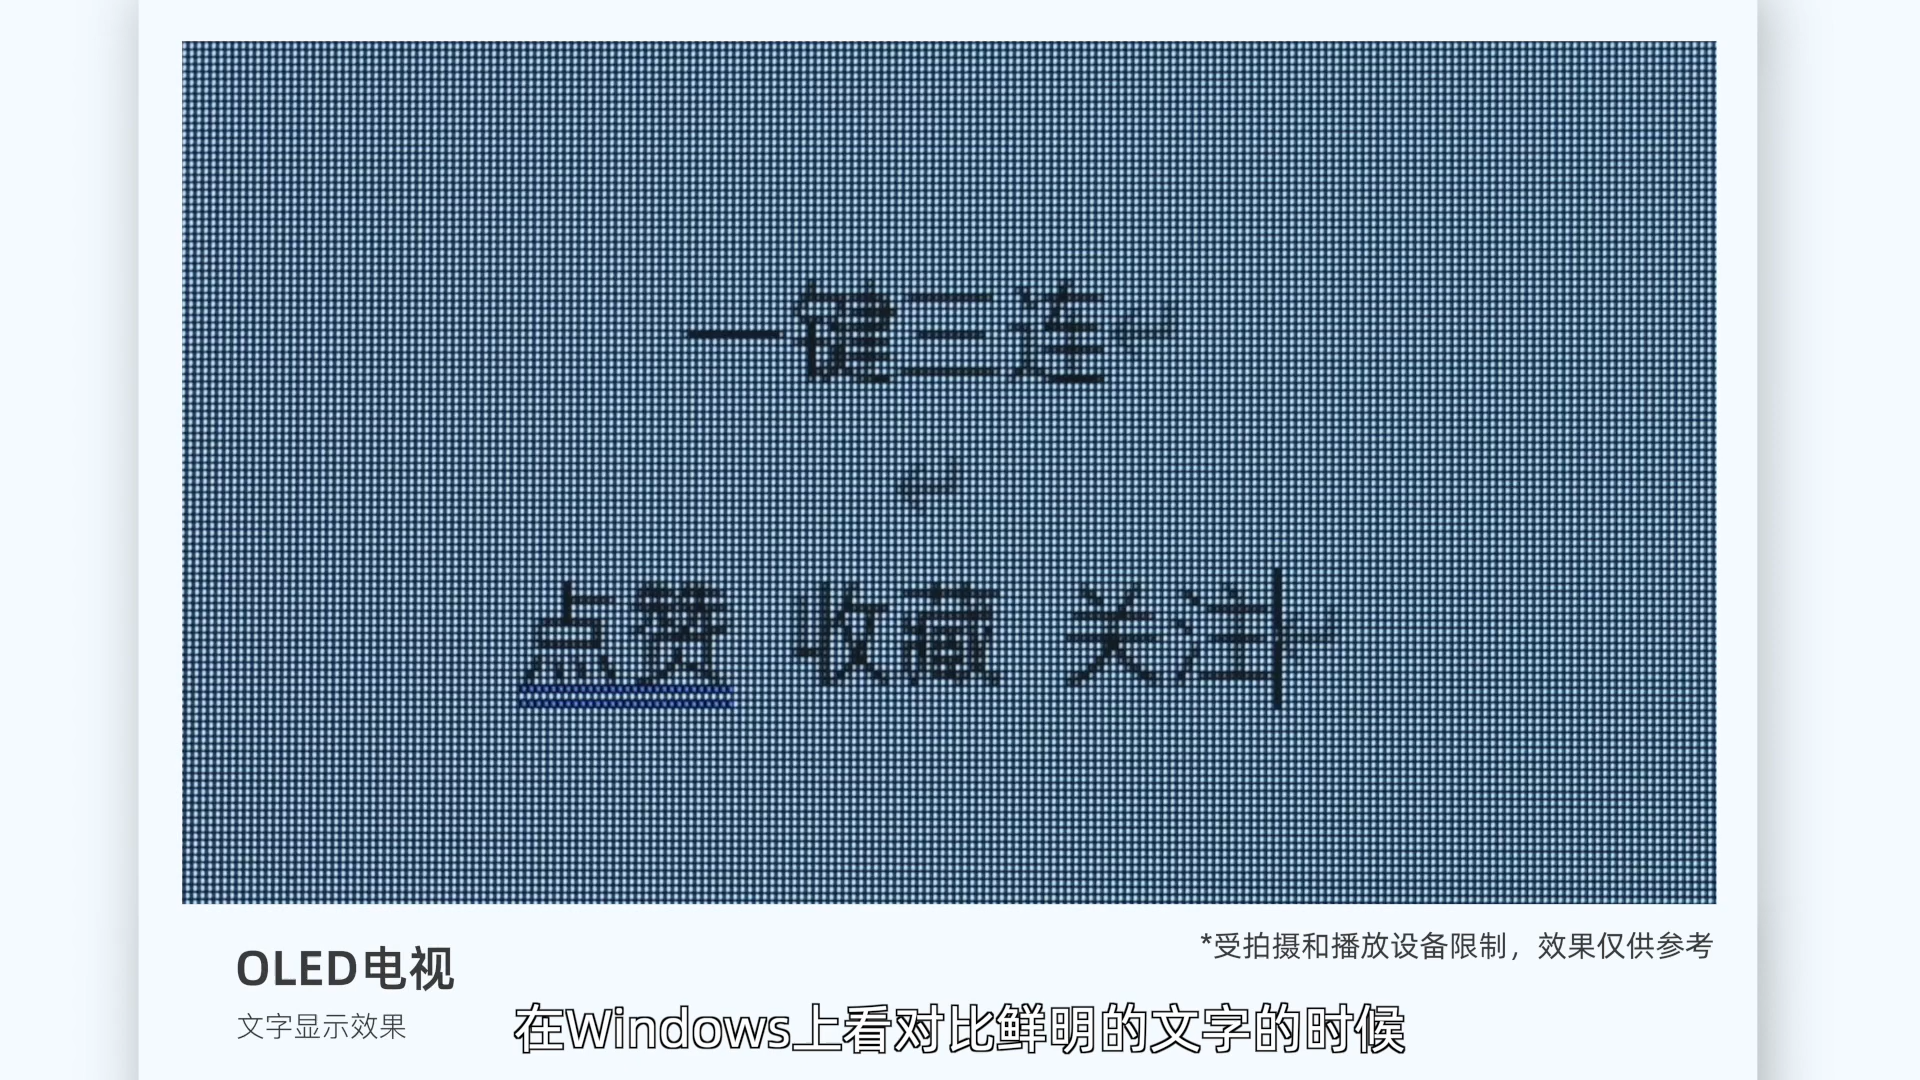 一键三连↵
↵
点赞 收藏 关注↵
OLED电视
*受拍摄和播放设备限制，效果仅供参考
文字显示效果
在Windows上看对比鲜明的文字的时候